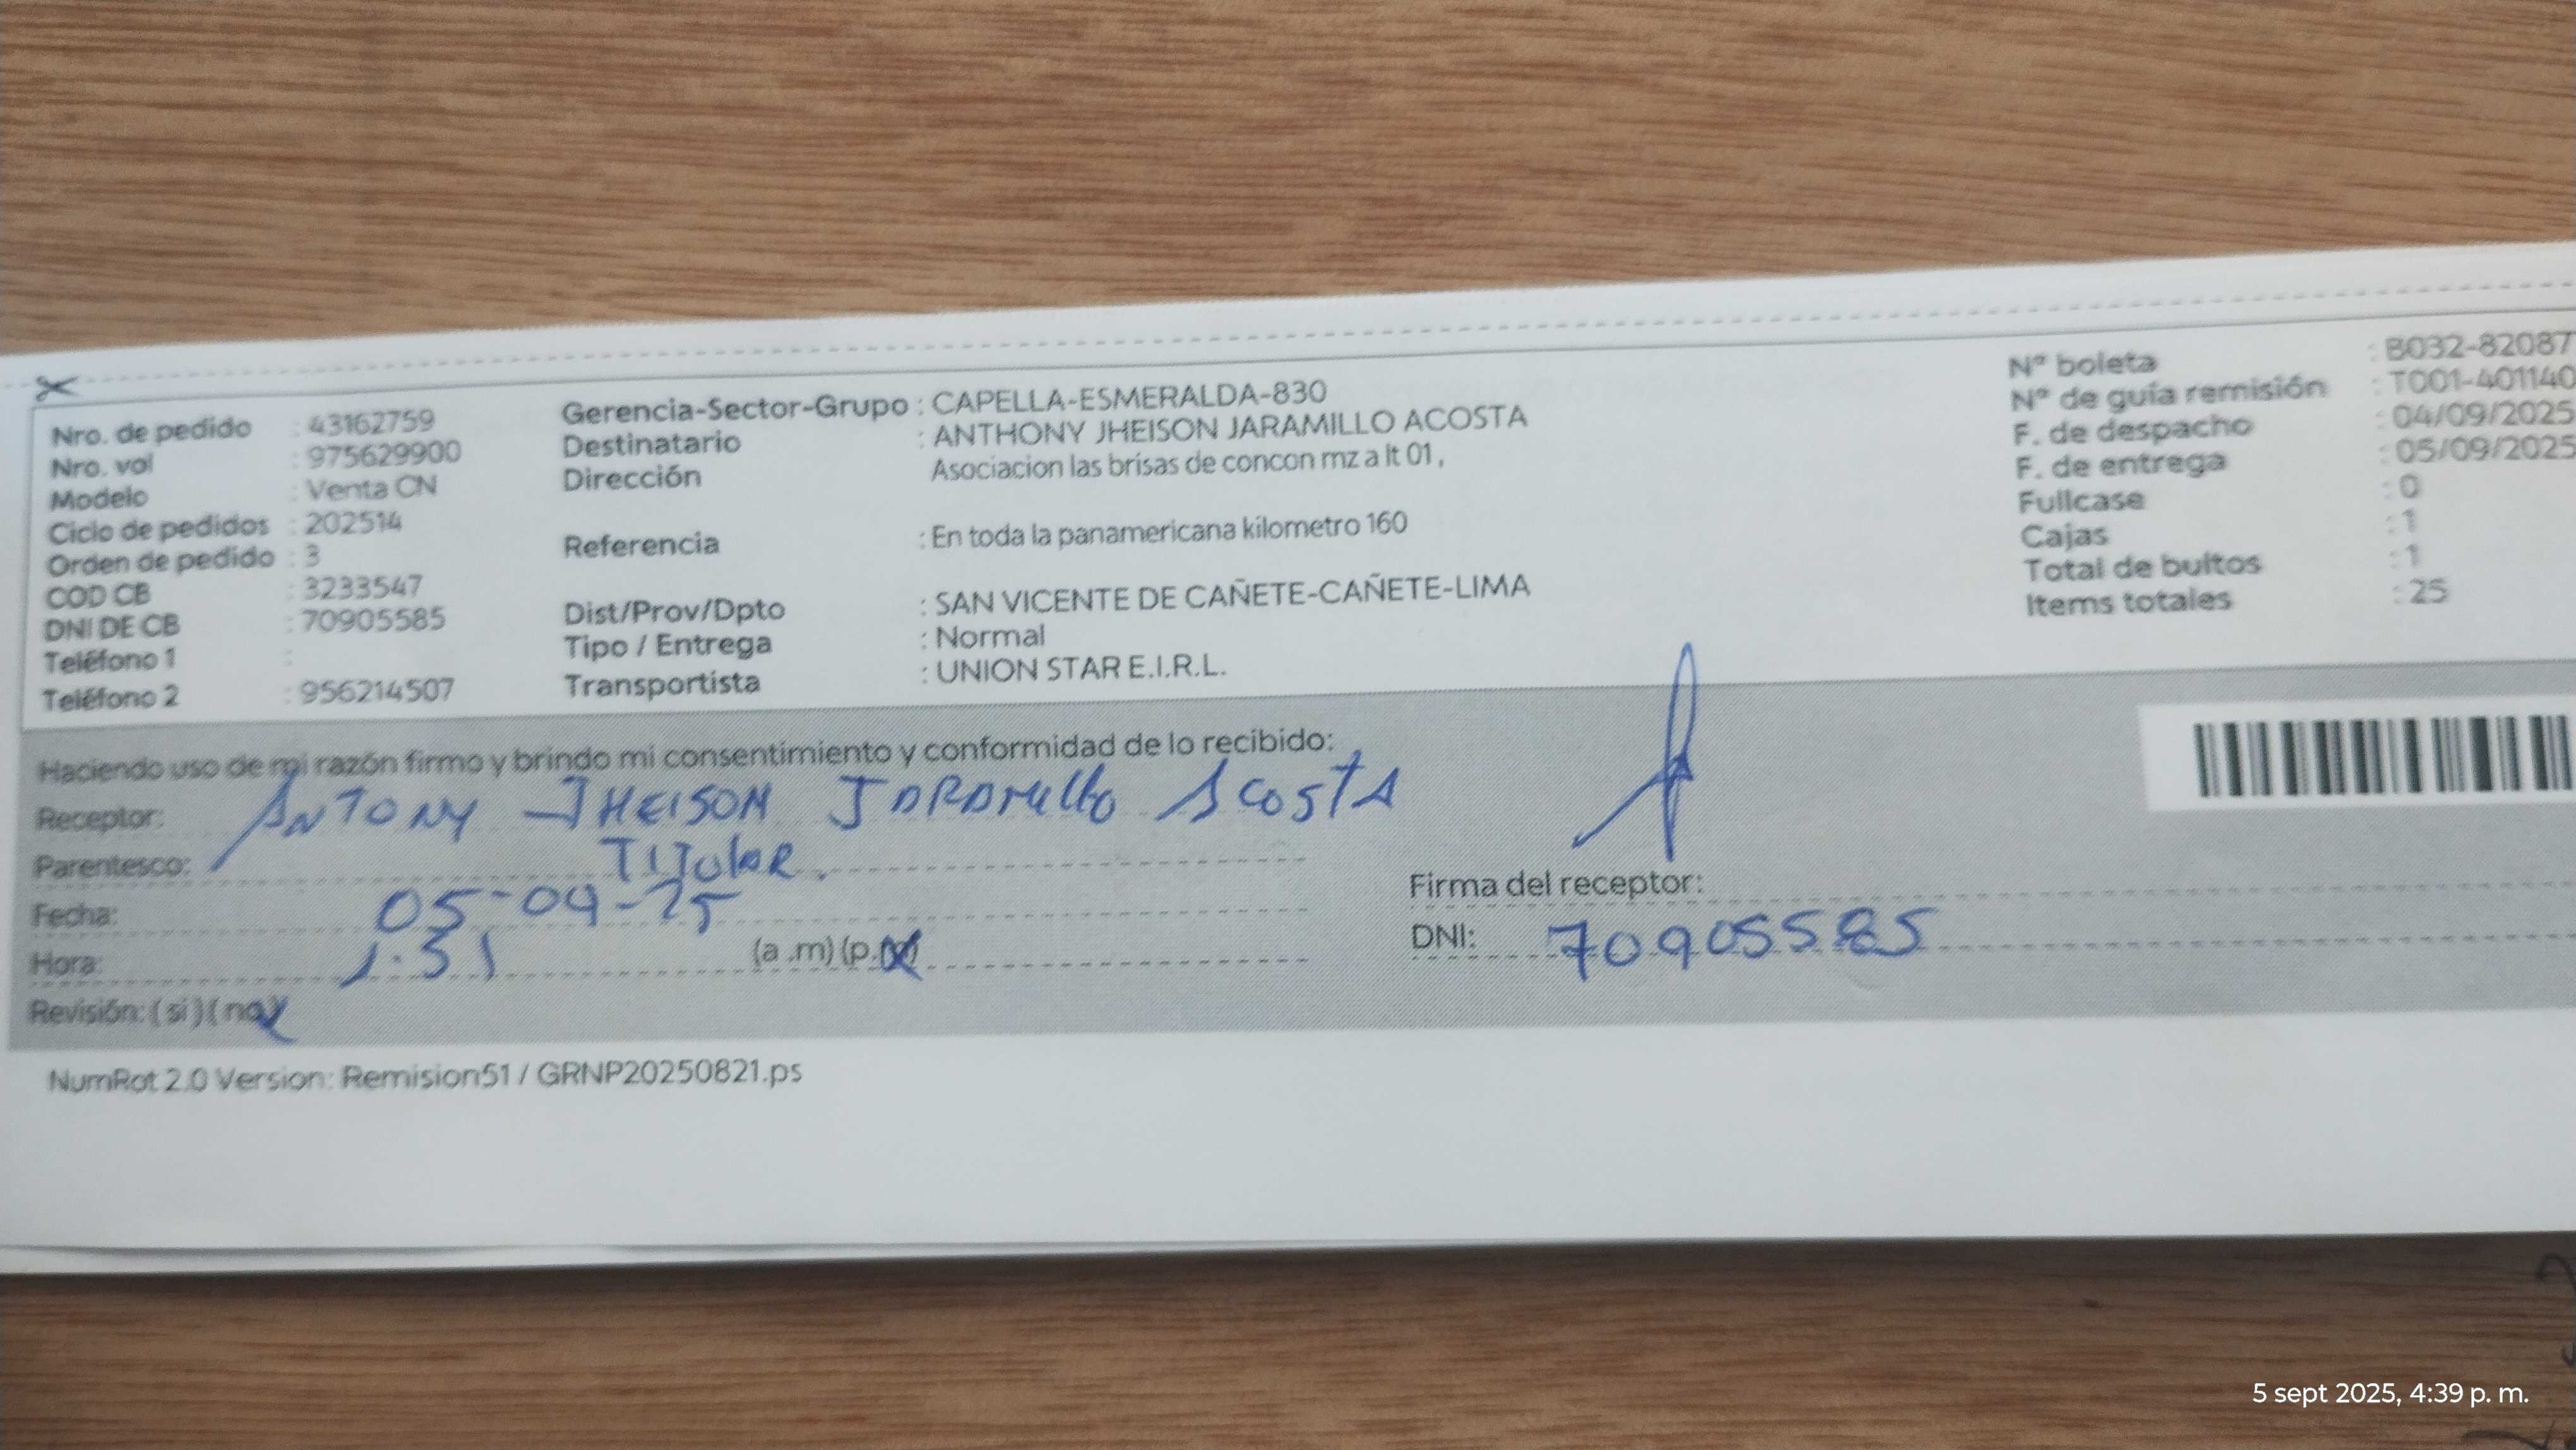 Nro. de pedido : 43162759
Nro. vol : 975629900
Modelo : Venta CN
Ciclo de pedidos : 202514
Orden de pedido : 3
COD CB : 3233547
DNI DE CB : 70905585
Teléfono 1 :
Teléfono 2 : 956214507
Gerencia-Sector-Grupo : CAPELLA-ESMERALDA-830
Destinatario : ANTHONY JHEISON JARAMILLO ACOSTA
Dirección Asociacion las brisas de concon mz a lt 01 ,
Referencia : En toda la panamericana kilometro 160
Dist/Prov/Dpto : SAN VICENTE DE CAÑETE-CAÑETE-LIMA
Tipo / Entrega : Normal
Transportista : UNION STAR E.I.R.L.
N° boleta : B032-82087
N° de guía remisión : T001-401140
F. de despacho : 04/09/2025
F. de entrega : 05/09/2025
Fullcase : 0
Cajas : 1
Total de bultos : 1
Items totales : 25
Haciendo uso de mi razón firmo y brindo mi consentimiento y conformidad de lo recibido:
Receptor: ANTONY JHEISON JARAMIllO ACOSTA
Parentesco: TITULAR.
Fecha: 05-09-25
Hora: 1:31 (a .m) (p.m)
Revisión: ( si ) ( no )
Firma del receptor:
DNI: 70905585
NumRot 2.0 Version: Remision51 / GRNP20250821.ps
5 sept 2025, 4:39 p. m.